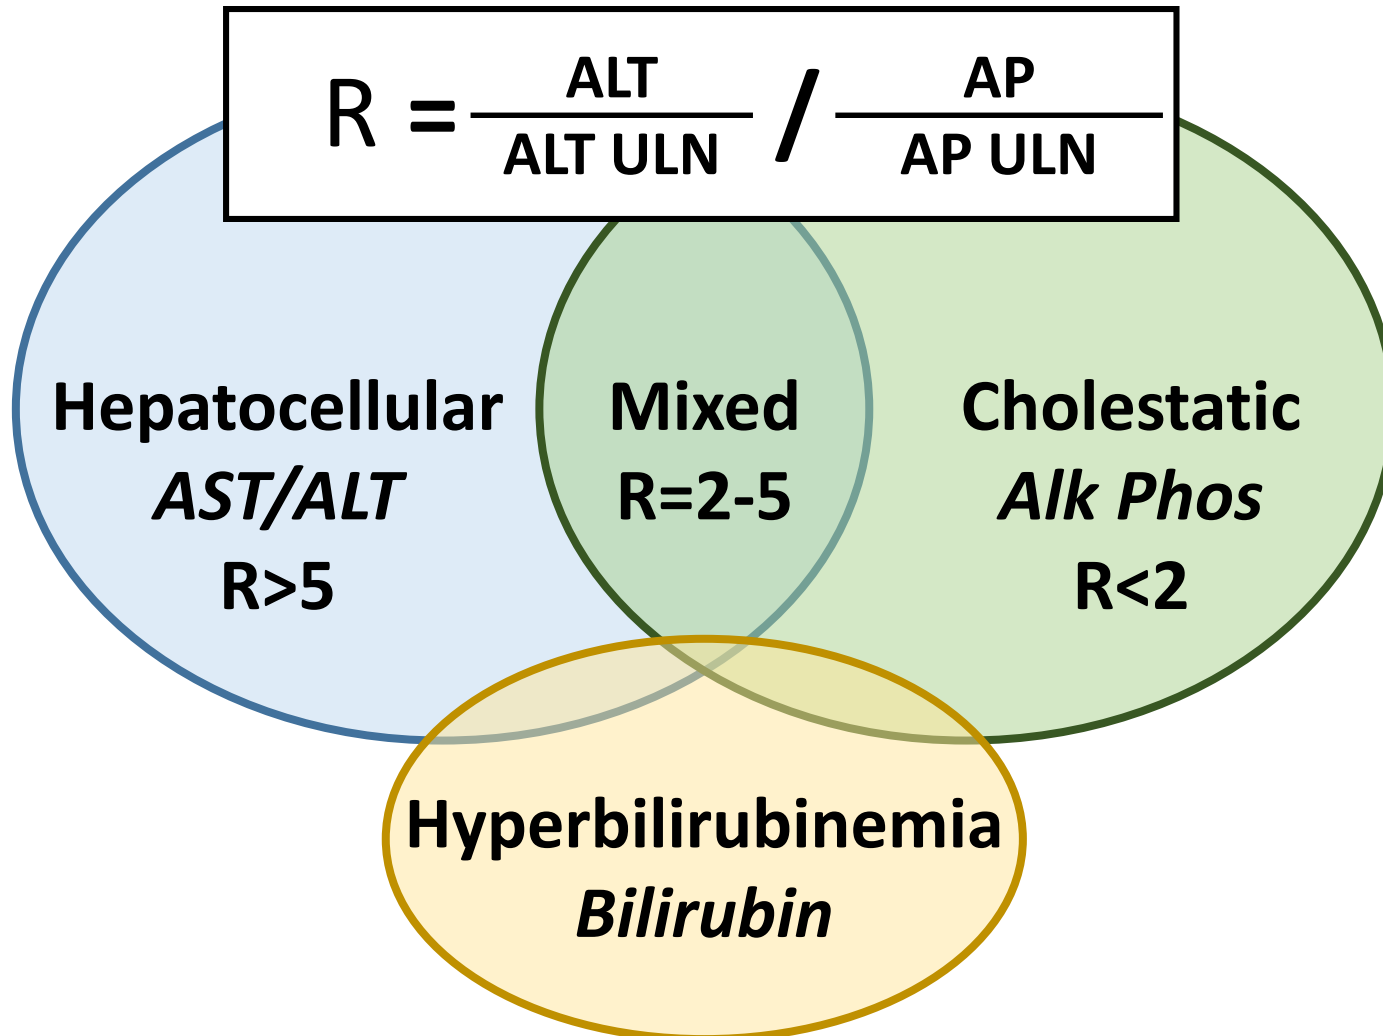 R = ALT / AP
ALT ULN AP ULN
Hepatocellular
AST/ALT
R>5
Mixed
R=2-5
Cholestatic
Alk Phos
R<2
Hyperbilirubinemia
Bilirubin